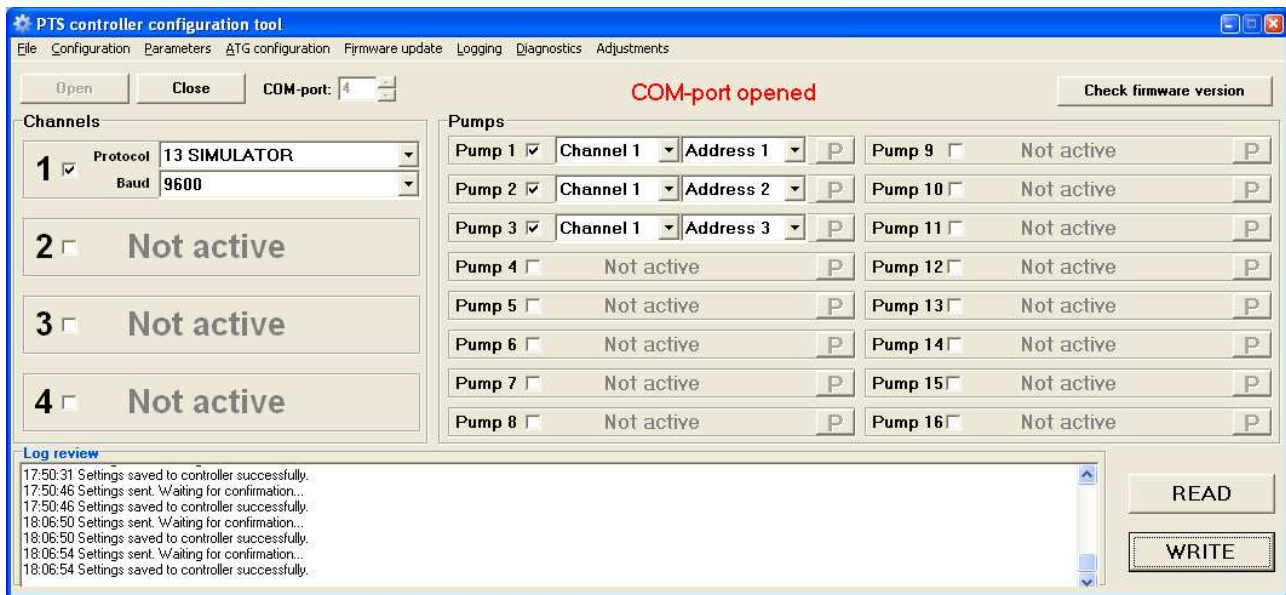 PTS controller configuration tool
File Configuration Parameters ATG configuration Firmware update Logging Diagnostics Adjustments
Open Close COM-port: 4 COM-port opened Check firmware version
Channels
1 Protocol 13 SIMULATOR
Baud 9600
2 Not active
3 Not active
4 Not active
Pumps
Pump 1 Channel 1 Address 1 P
Pump 2 Channel 1 Address 2 P
Pump 3 Channel 1 Address 3 P
Pump 4 Not active P
Pump 5 Not active P
Pump 6 Not active P
Pump 7 Not active P
Pump 8 Not active P
Pump 9 Not active P
Pump 10 Not active P
Pump 11 Not active P
Pump 12 Not active P
Pump 13 Not active P
Pump 14 Not active P
Pump 15 Not active P
Pump 16 Not active P
Log review
17:50:31 Settings saved to controller successfully.
17:50:46 Settings sent. Waiting for confirmation...
17:50:46 Settings saved to controller successfully.
18:06:50 Settings sent. Waiting for confirmation...
18:06:50 Settings saved to controller successfully.
18:06:54 Settings sent. Waiting for confirmation...
18:06:54 Settings saved to controller successfully.
READ
WRITE